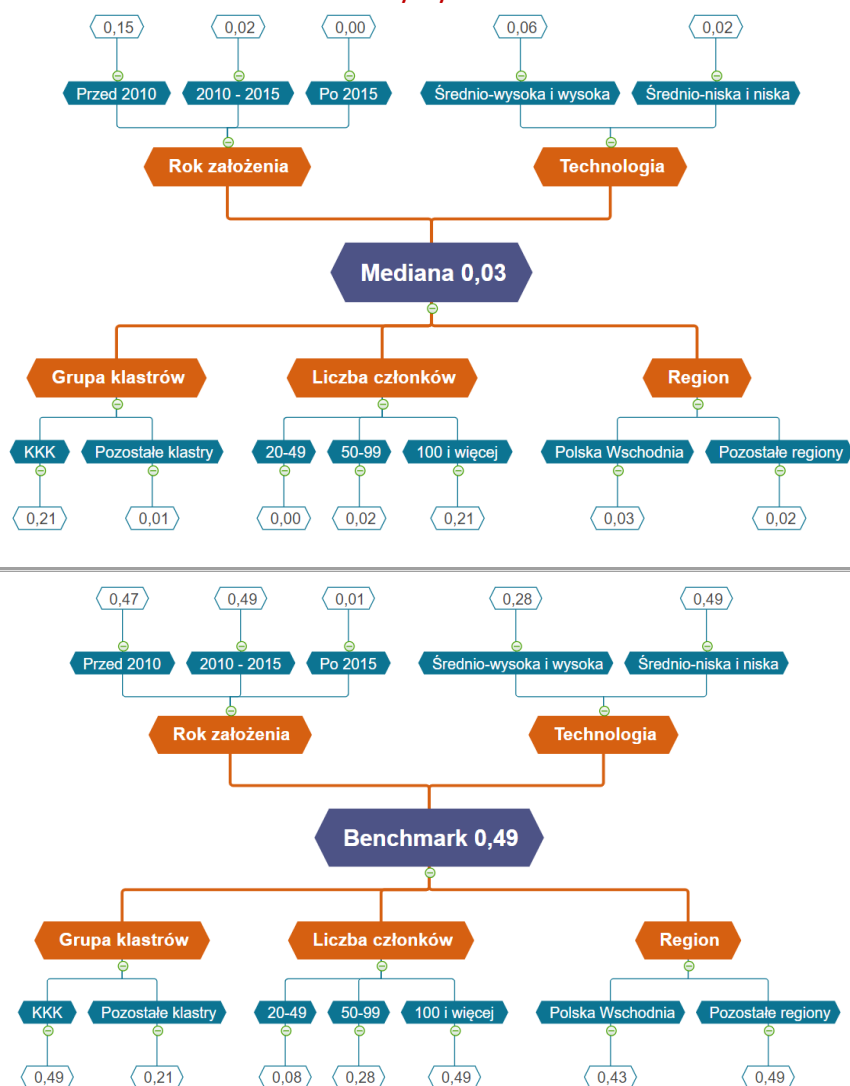 0,15 0,02 0,00 0,06 0,02
Przed 2010 2010 - 2015 Po 2015 Średnio-wysoka i wysoka Średnio-niska i niska
Rok założenia Technologia
Mediana 0,03
Grupa klastrów Liczba członków Region
KKK Pozostałe klastry 20-49 50-99 100 i więcej Polska Wschodnia Pozostałe regiony
0,21 0,01 0,00 0,02 0,21 0,03 0,02
0,47 0,49 0,01 0,28 0,49
Przed 2010 2010 - 2015 Po 2015 Średnio-wysoka i wysoka Średnio-niska i niska
Rok założenia Technologia
Benchmark 0,49
Grupa klastrów Liczba członków Region
KKK Pozostałe klastry 20-49 50-99 100 i więcej Polska Wschodnia Pozostałe regiony
0,49 0,21 0,08 0,28 0,49 0,43 0,49